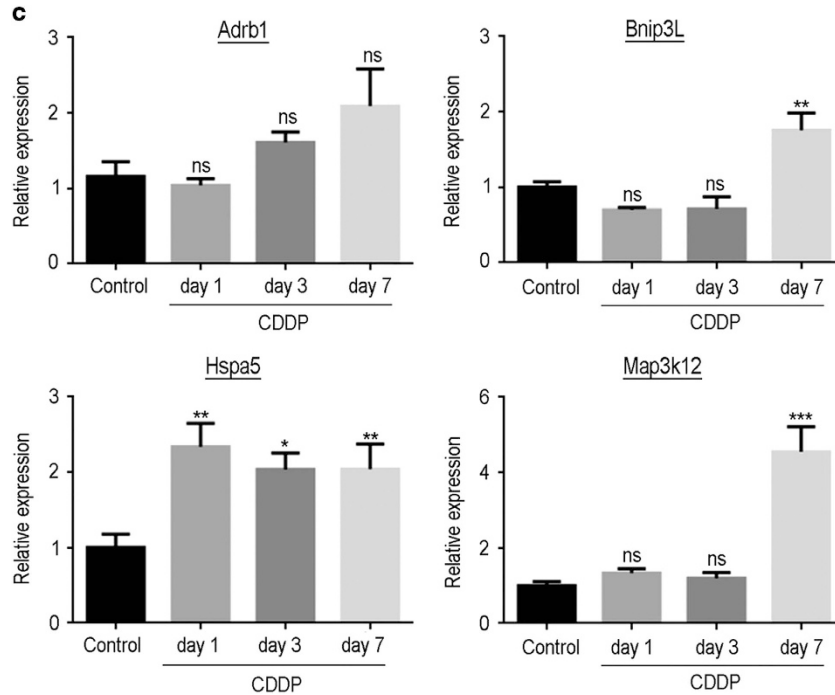 c
Adrb1
Relative expression
3
2
1
0
ns
ns
ns
Control
day 1
day 3
day 7
CDDP
Bnip3L
Relative expression
3
2
1
0
ns
ns
**
Control
day 1
day 3
day 7
CDDP
Hspa5
Relative expression
3
2
1
0
**
*
**
Control
day 1
day 3
day 7
CDDP
Map3k12
Relative expression
6
4
2
0
ns
ns
***
Control
day 1
day 3
day 7
CDDP